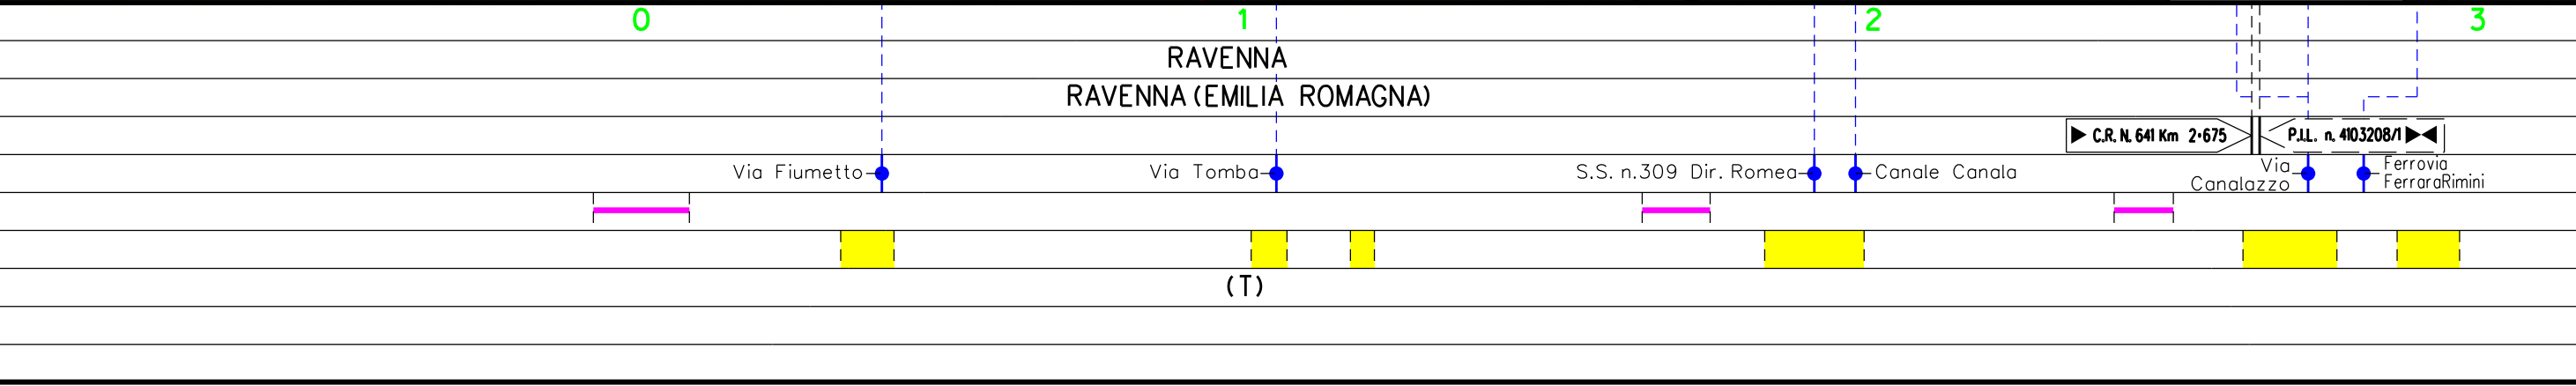 0 1 2 3
RAVENNA
RAVENNA (EMILIA ROMAGNA)
C.R. N. 641 Km 2+675 P.I.L. n. 4103208/1
Via Fiumetto Via Tomba S.S. n.309 Dir. Romea Canale Canala
Via
Canalazzo
Ferrovia
FerraraRimini
(T)